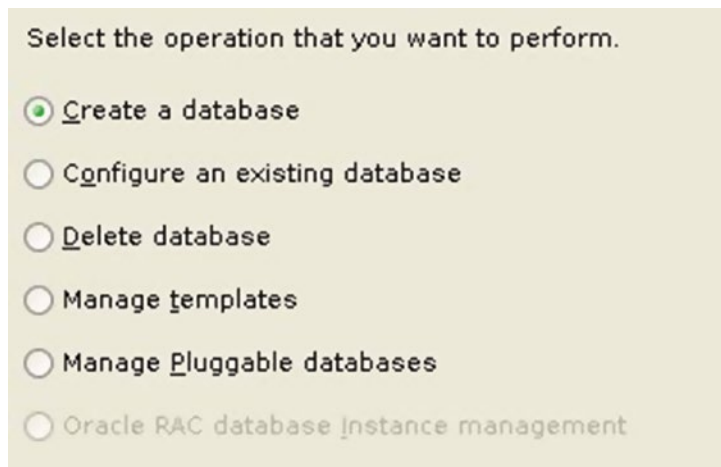 Select the operation that you want to perform.
Create a database
Configure an existing database
Delete database
Manage templates
Manage Pluggable databases
Oracle RAC database Instance management